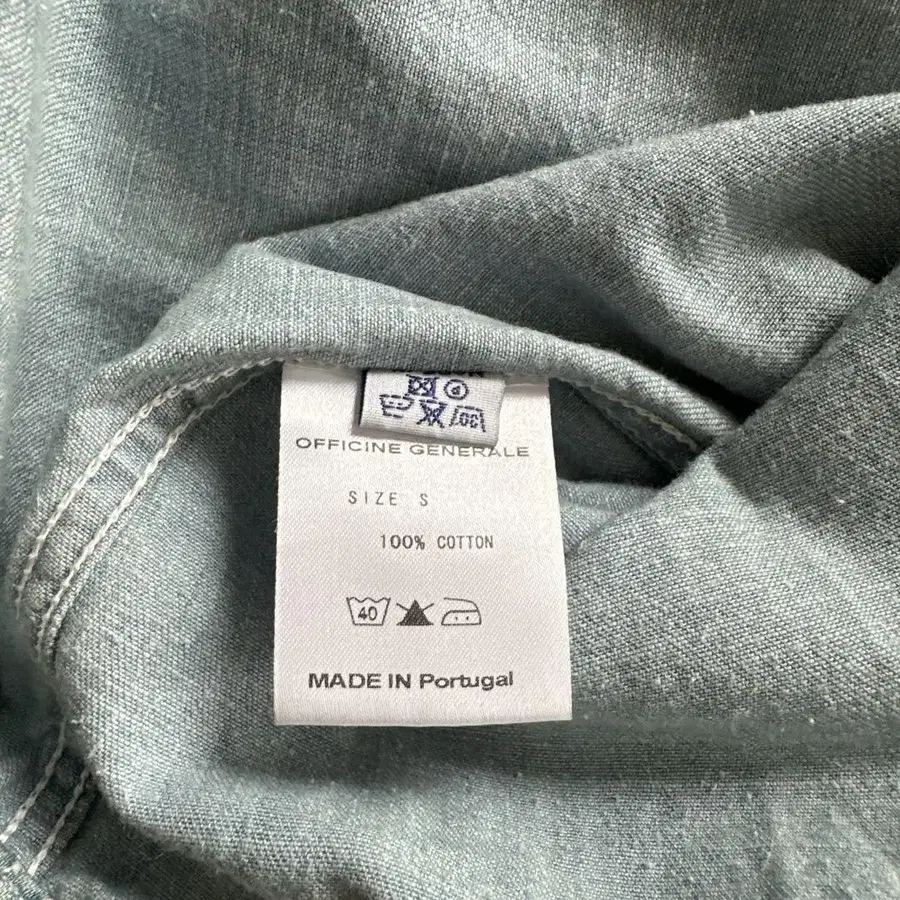 OFFICINE GENERALE
SIZE S
100% COTTON
40
MADE IN Portugal